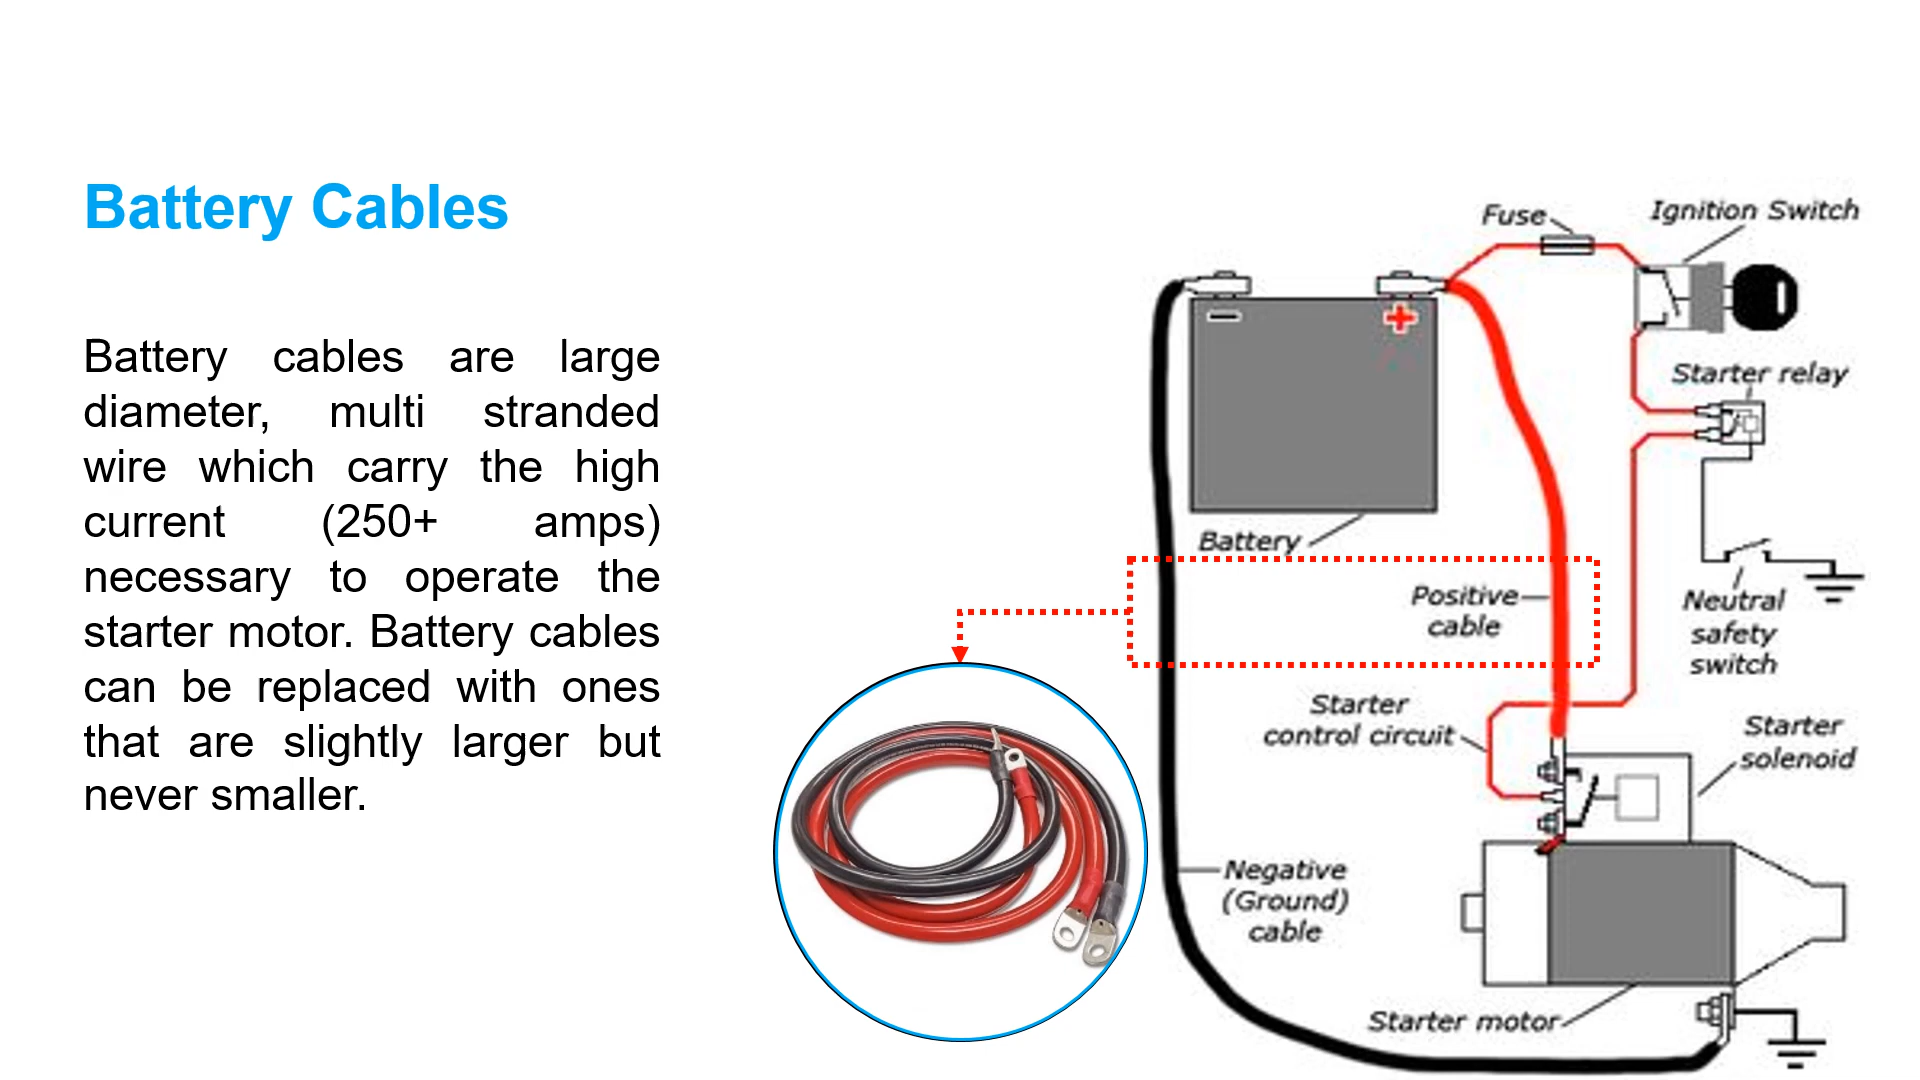 Battery Cables
Battery cables are large
diameter, multi stranded
wire which carry the high
current (250+ amps)
necessary to operate the
starter motor. Battery cables
can be replaced with ones
that are slightly larger but
never smaller.
Fuse
Ignition Switch
Starter relay
Battery
Positive
cable
Neutral
safety
switch
Starter
control circuit
Starter
solenoid
Negative
(Ground)
cable
Starter motor